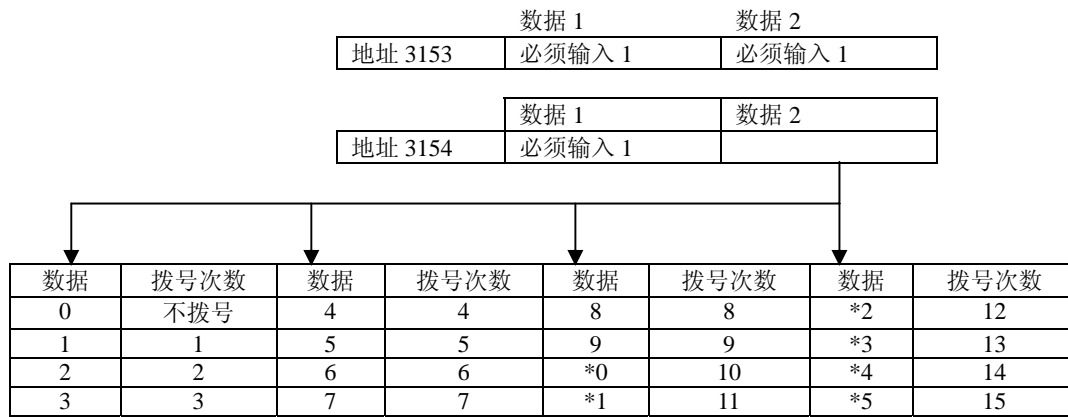 数据 1 数据 2
地址 3153 必须输入 1 必须输入 1
数据 1 数据 2
地址 3154 必须输入 1
数据 拨号次数 数据 拨号次数 数据 拨号次数 数据 拨号次数
0 不拨号 4 4 8 8 *2 12
1 1 5 5 9 9 *3 13
2 2 6 6 *0 10 *4 14
3 3 7 7 *1 11 *5 15